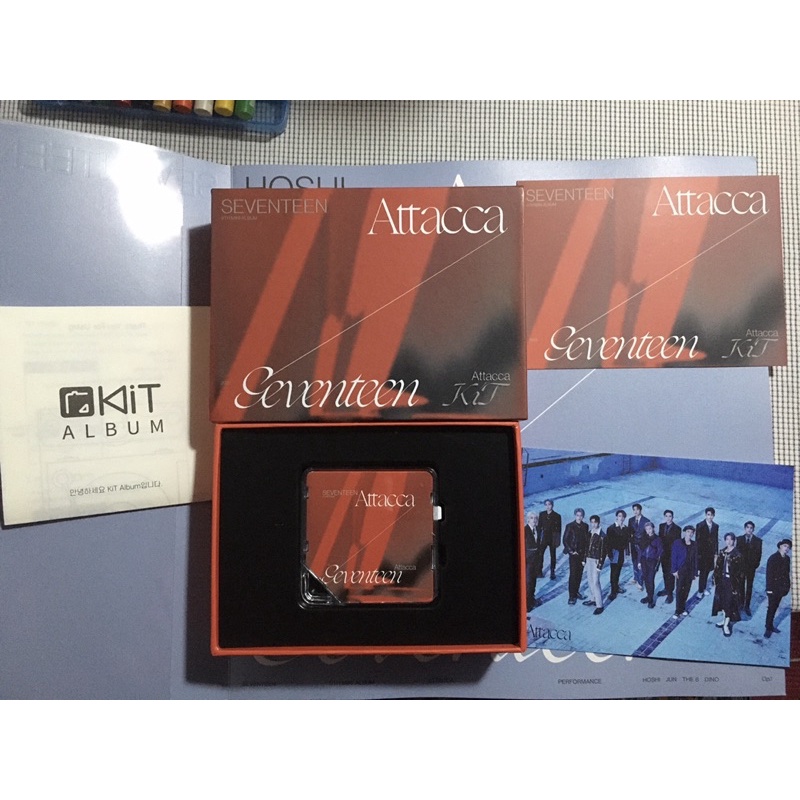 HOSHI
SEVENTEEN
Attacca
Seventeen
Attacca
KiT
SEVENTEEN
Attacca
Seventeen
Attacca
KiT
KiT
ALBUM
안녕하세요 KiT Album입니다.
SEVENTEEN
Attacca
Attacca
Seventeen
Attacca
PERFORMANCE
HOSHI JUN THE 8 DINO
Op.